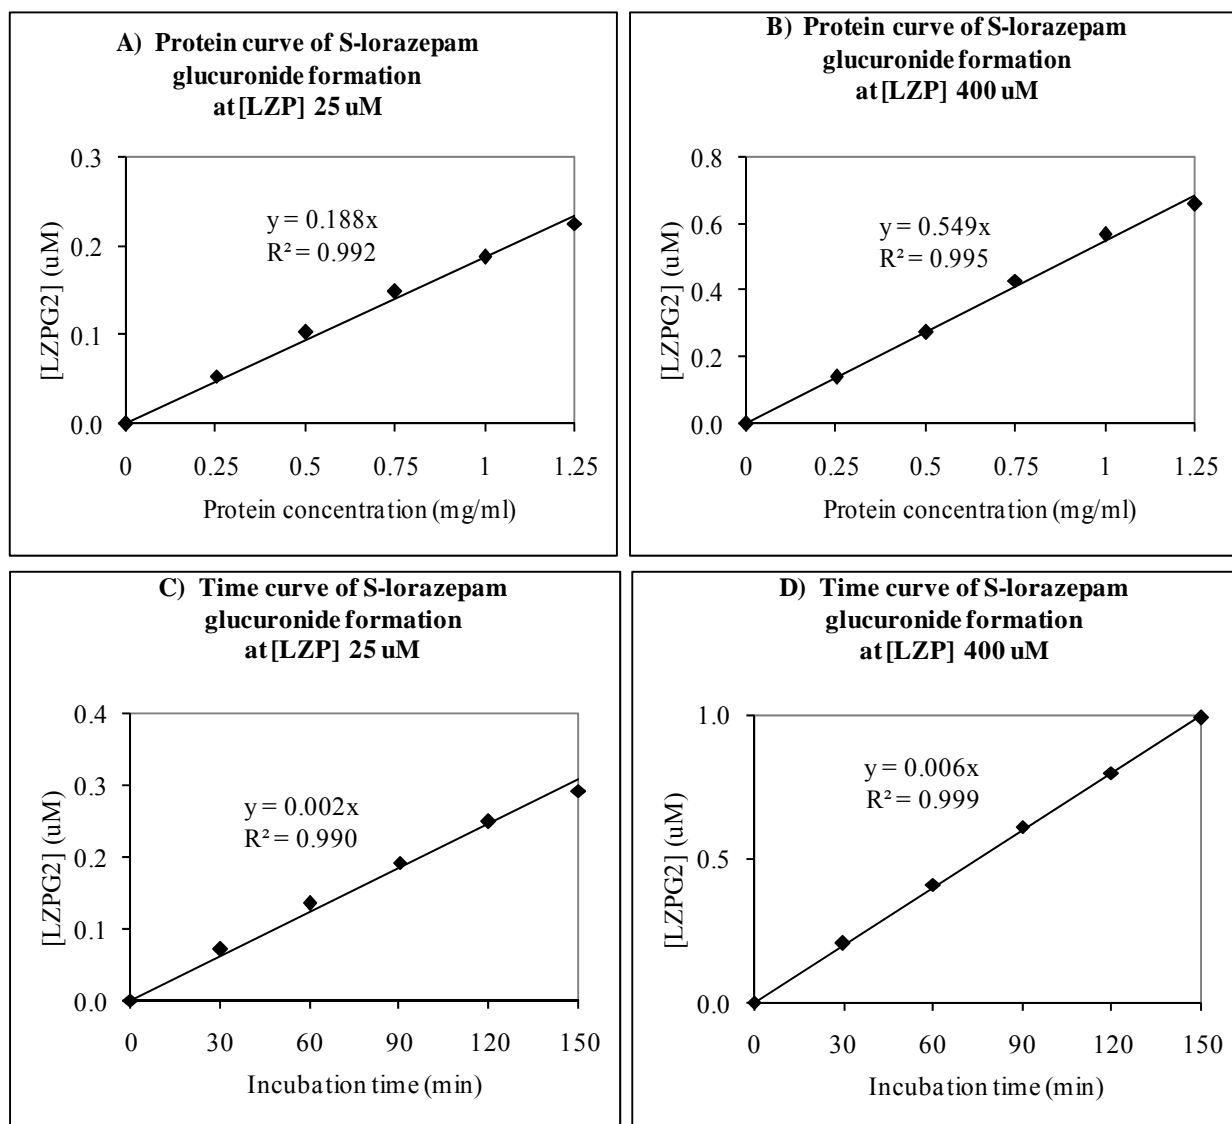 A) Protein curve of S-lorazepam
glucuronide formation
at [LZP] 25 uM
0.3
0.2
0.1
0.0
y = 0.188x
R² = 0.992
[LZPG2] (uM)
0 0.25 0.5 0.75 1 1.25
Protein concentration (mg/ml)
B) Protein curve of S-lorazepam
glucuronide formation
at [LZP] 400 uM
0.8
0.6
0.4
0.2
0.0
y = 0.549x
R² = 0.995
[LZPG2] (uM)
0 0.25 0.5 0.75 1 1.25
Protein concentration (mg/ml)
C) Time curve of S-lorazepam
glucuronide formation
at [LZP] 25 uM
0.4
0.3
0.2
0.1
0.0
y = 0.002x
R² = 0.990
[LZPG2] (uM)
0 30 60 90 120 150
Incubation time (min)
D) Time curve of S-lorazepam
glucuronide formation
at [LZP] 400 uM
1.0
0.5
0.0
y = 0.006x
R² = 0.999
[LZPG2] (uM)
0 30 60 90 120 150
Incubation time (min)